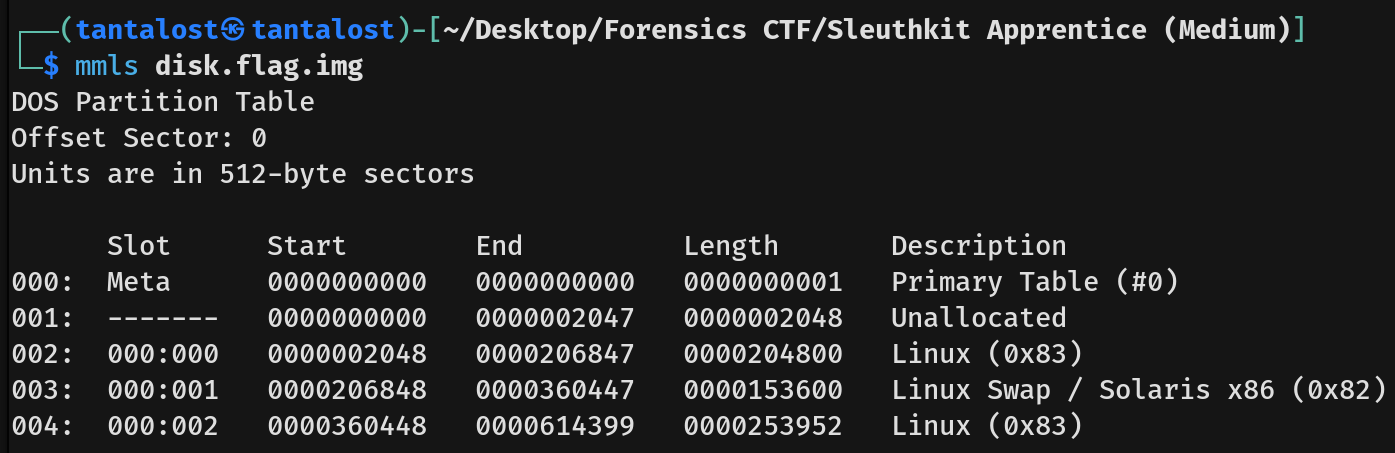 ┌──(tantalost㉿tantalost)-[~/Desktop/Forensics CTF/Sleuthkit Apprentice (Medium)]
└─$ mmls disk.flag.img
DOS Partition Table
Offset Sector: 0
Units are in 512-byte sectors

      Slot      Start        End          Length       Description
000:  Meta      0000000000   0000000000   0000000001   Primary Table (#0)
001:  -------   0000000000   0000002047   0000002048   Unallocated
002:  000:000   0000002048   0000206847   0000204800   Linux (0x83)
003:  000:001   0000206848   0000360447   0000153600   Linux Swap / Solaris x86 (0x82)
004:  000:002   0000360448   0000614399   0000253952   Linux (0x83)